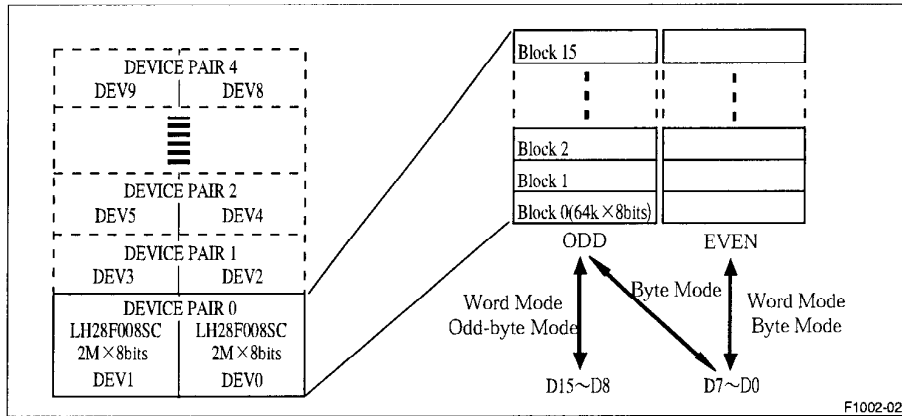 DEVICE PAIR 4
DEV9 DEV8
DEVICE PAIR 2
DEV5 DEV4
DEVICE PAIR 1
DEV3 DEV2
DEVICE PAIR 0
LH28F008SC LH28F008SC
2M×8bits 2M×8bits
DEV1 DEV0
Block 15
Block 2
Block 1
Block 0(64k×8bits)
ODD EVEN
Byte Mode
Word Mode
Odd-byte Mode
Word Mode
Byte Mode
D15~D8 D7~D0
F1002-02